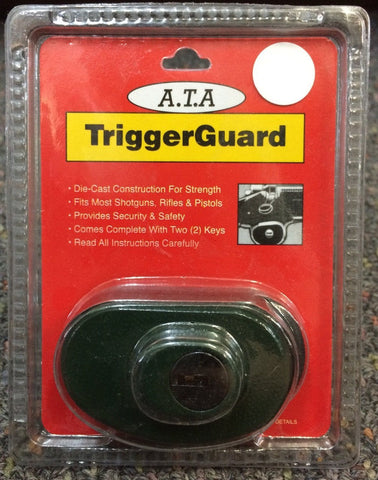 A.T.A
TriggerGuard
• Die-Cast Construction For Strength
• Fits Most Shotguns, Rifles & Pistols
• Provides Security & Safety
• Comes Complete With Two (2) Keys
• Read All Instructions Carefully
DETAILS